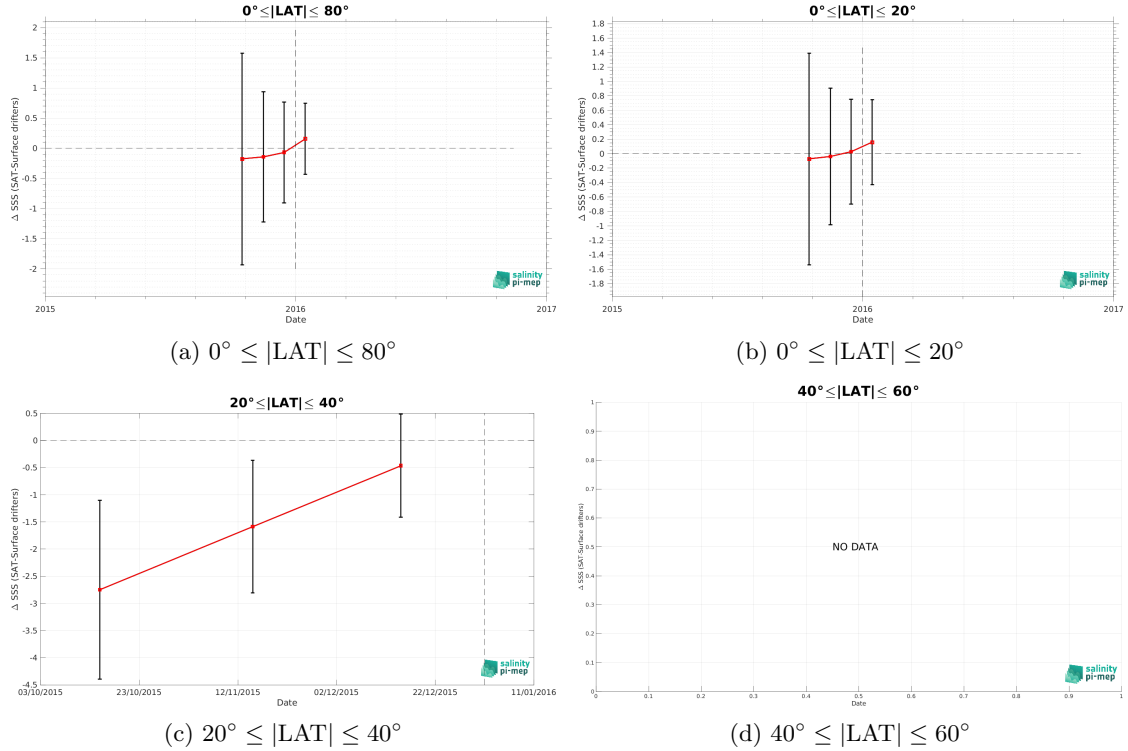 0°≤|LAT|≤ 80°
Δ SSS (SAT-Surface drifters)
2
1.5
1
0.5
0
-0.5
-1
-1.5
-2
2015
2016
2017
Date
salinity
pi-mep
(a) 0° ≤ |LAT| ≤ 80°
0°≤|LAT|≤ 20°
Δ SSS (SAT-Surface drifters)
1.8
1.6
1.4
1.2
1
0.8
0.6
0.4
0.2
0
-0.2
-0.4
-0.6
-0.8
-1
-1.2
-1.4
-1.6
-1.8
2015
2016
2017
Date
salinity
pi-mep
(b) 0° ≤ |LAT| ≤ 20°
20°≤|LAT|≤ 40°
Δ SSS (SAT-Surface drifters)
0.5
0
-0.5
-1
-1.5
-2
-2.5
-3
-3.5
-4
-4.5
03/10/2015
23/10/2015
12/11/2015
02/12/2015
22/12/2015
11/01/2016
Date
salinity
pi-mep
(c) 20° ≤ |LAT| ≤ 40°
40°≤|LAT|≤ 60°
Δ SSS (SAT-Surface drifters)
1
0.9
0.8
0.7
0.6
0.5
0.4
0.3
0.2
0.1
0
NO DATA
0
0.1
0.2
0.3
0.4
0.5
0.6
0.7
0.8
0.9
1
Date
salinity
pi-mep
(d) 40° ≤ |LAT| ≤ 60°